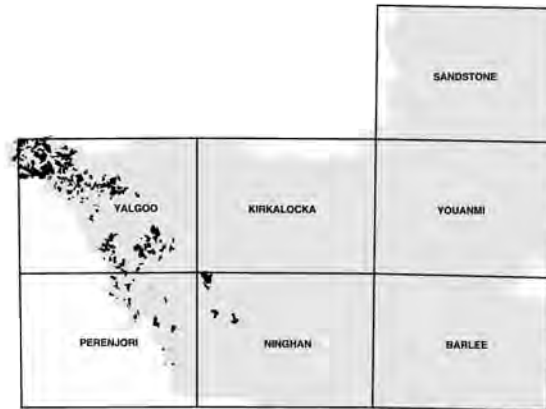 SANDSTONE
YALGOO
KIRKALOCKA
YOUANMI
PERENJORI
NINGHAN
BARLEE